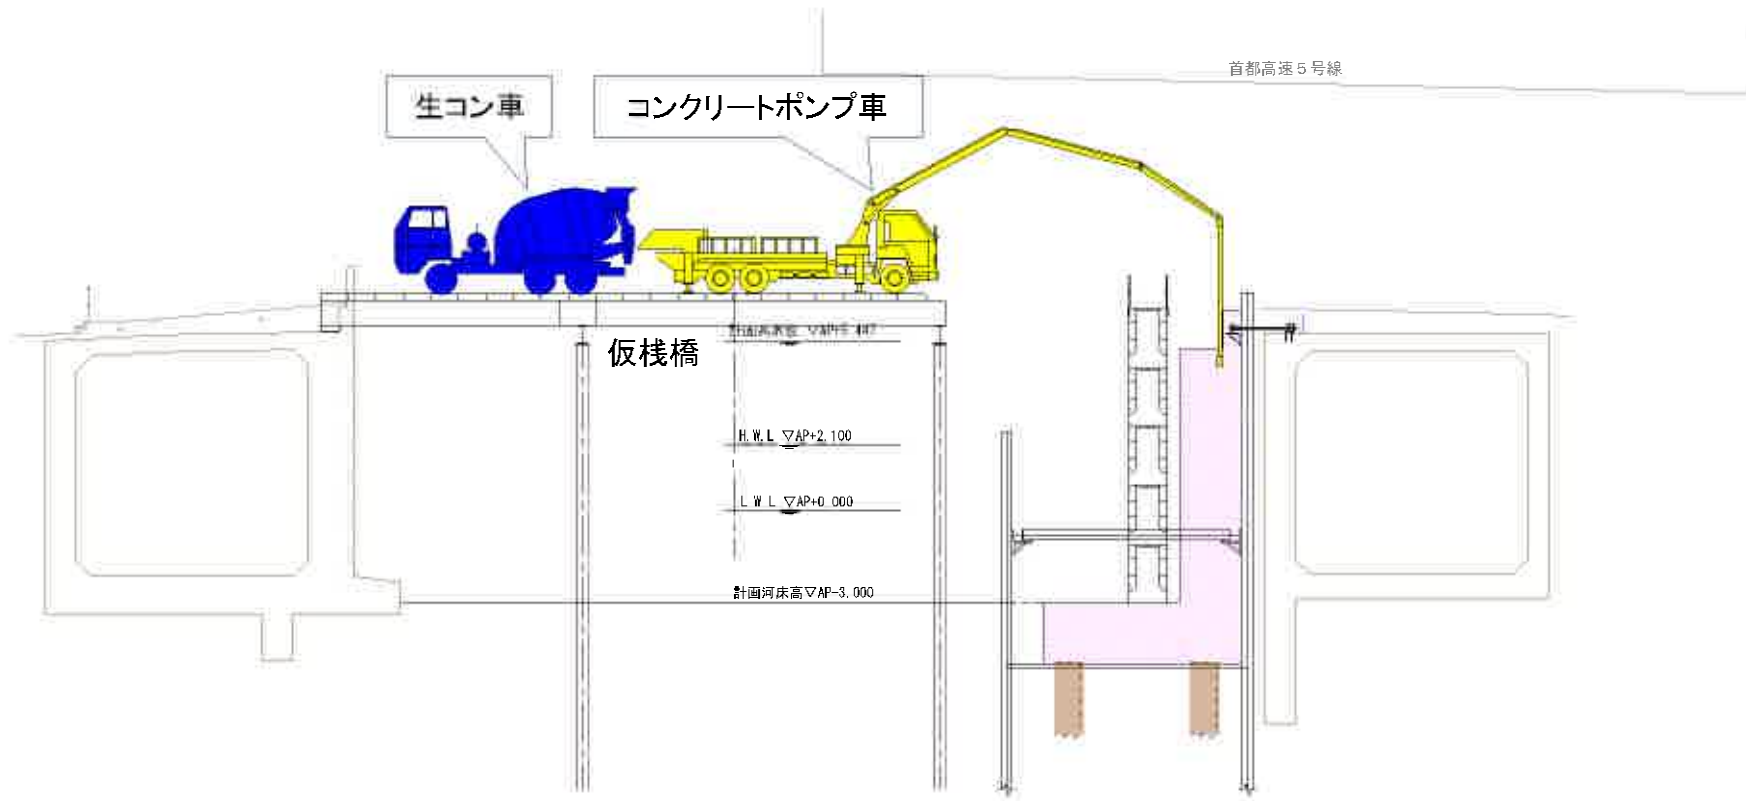 首都高速５号線
生コン車
コンクリートポンプ車
仮桟橋
H.W.L ▽AP+2.100
L W L ▽AP+0.000
計画河床高▽AP-3.000